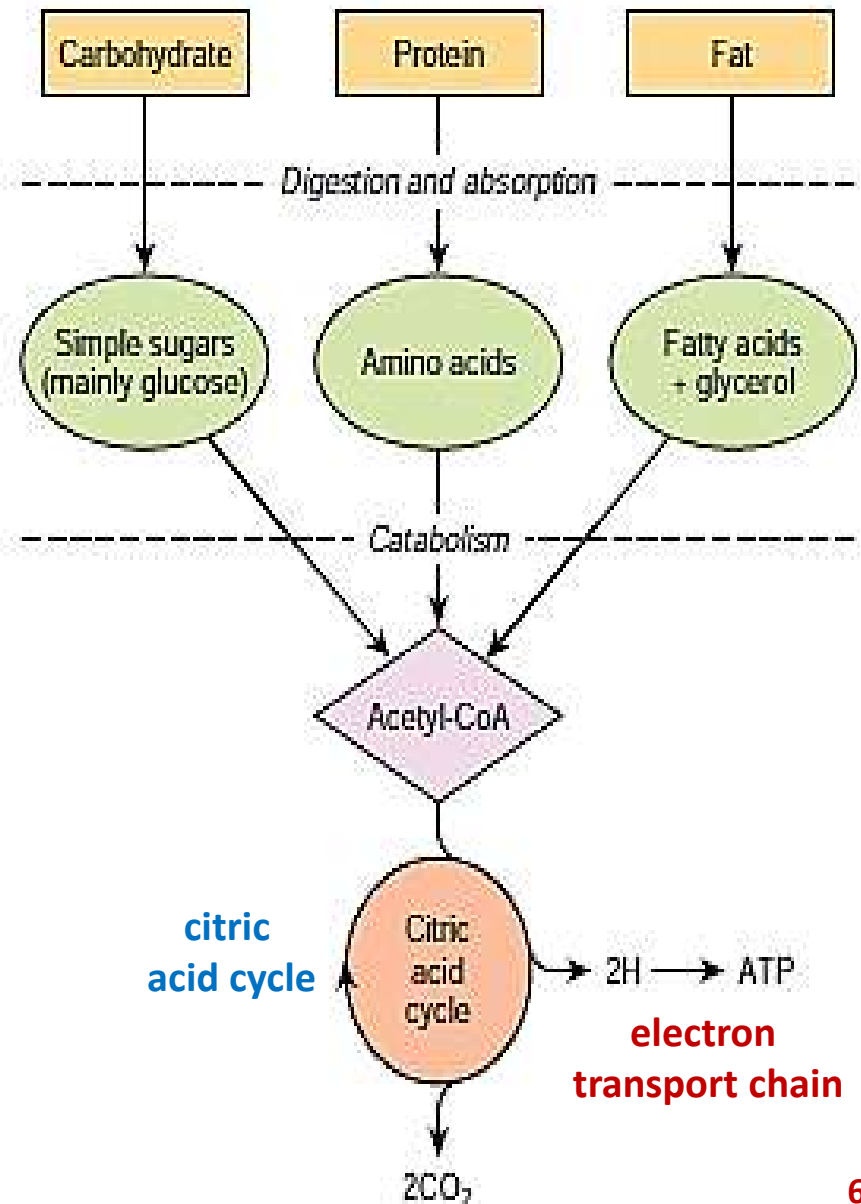 Carbohydrate
Protein
Fat
Digestion and absorption
Simple sugars
(mainly glucose)
Amino acids
Fatty acids
+ glycerol
Catabolism
Acetyl-CoA
citric
acid cycle
Citric
acid
cycle
2H
ATP
electron
transport chain
2CO₂
6